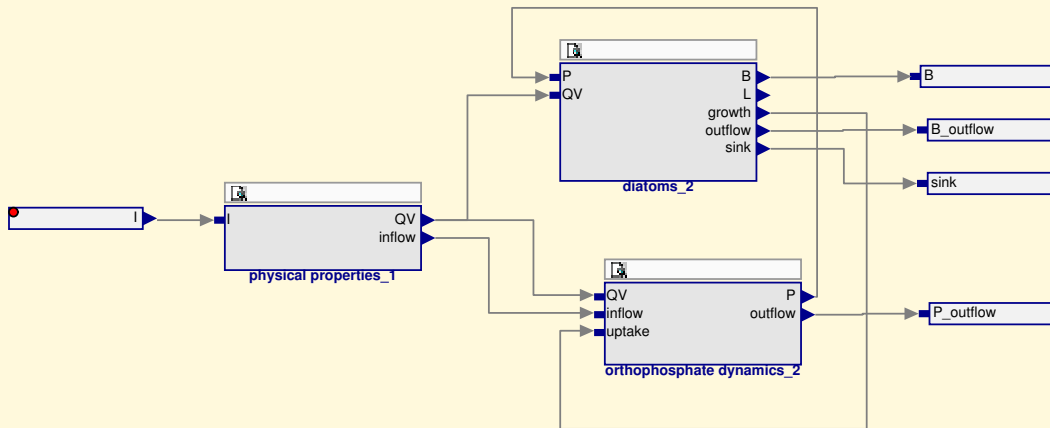 P
QV
B
L
growth
outflow
sink
diatoms_2
B
B_outflow
sink
I
I
QV
inflow
physical properties_1
QV
inflow
uptake
P
outflow
orthophosphate dynamics_2
P_outflow